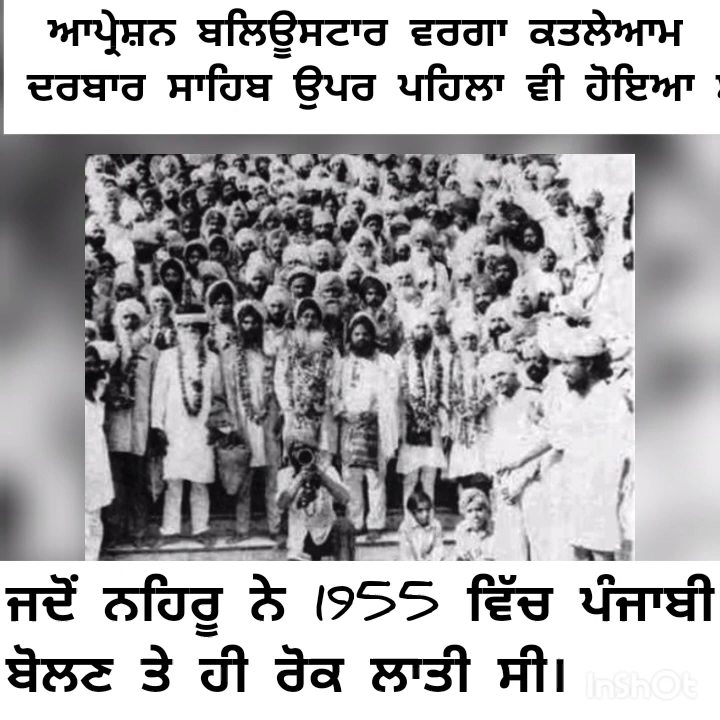 ਆਪ੍ਰੇਸ਼ਨ ਬਲਿਊਸਟਾਰ ਵਰਗਾ ਕਤਲੇਆਮ
ਦਰਬਾਰ ਸਾਹਿਬ ਉਪਰ ਪਹਿਲਾ ਵੀ ਹੋਇਆ
ਜਦੋਂ ਨਹਿਰੂ ਨੇ 1955 ਵਿੱਚ ਪੰਜਾਬੀ
ਬੋਲਣ ਤੇ ਹੀ ਰੋਕ ਲਾਤੀ ਸੀ।
InShOt